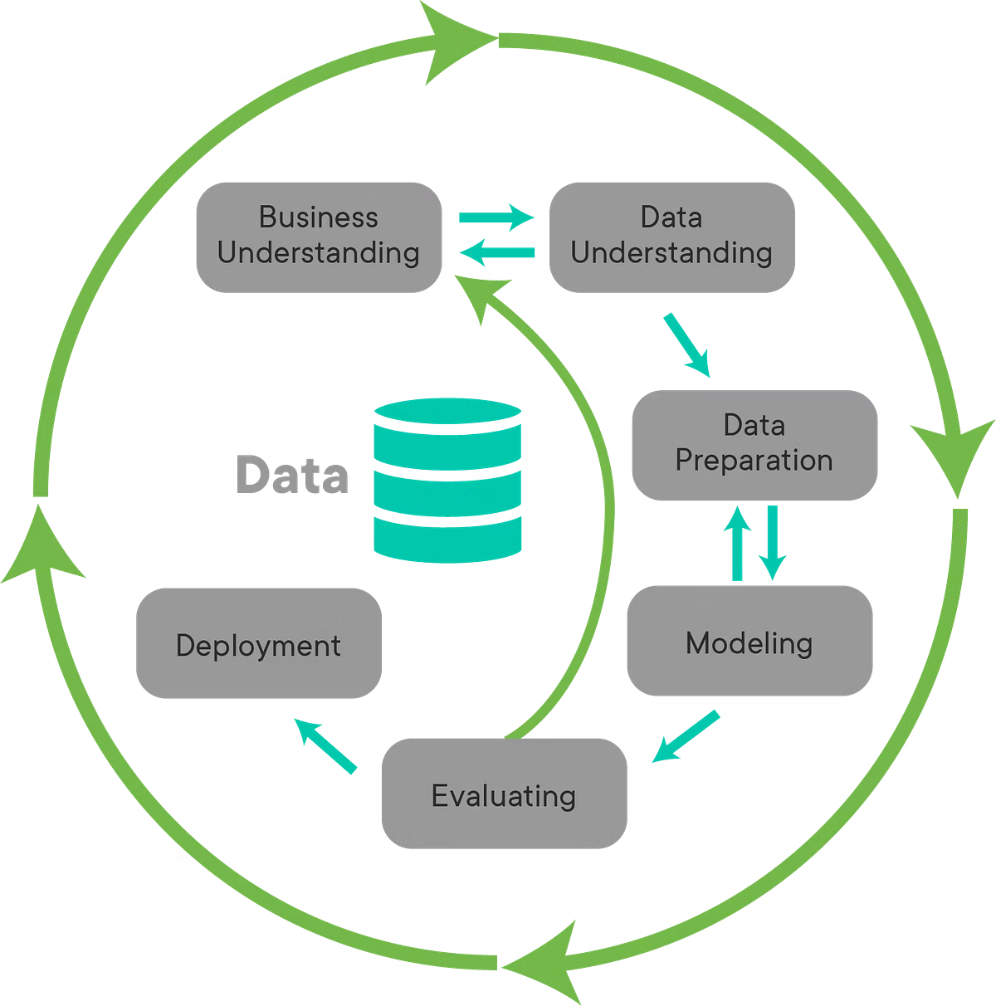 Business
Understanding
Data
Understanding
Data
Preparation
Data
Deployment
Modeling
Evaluating